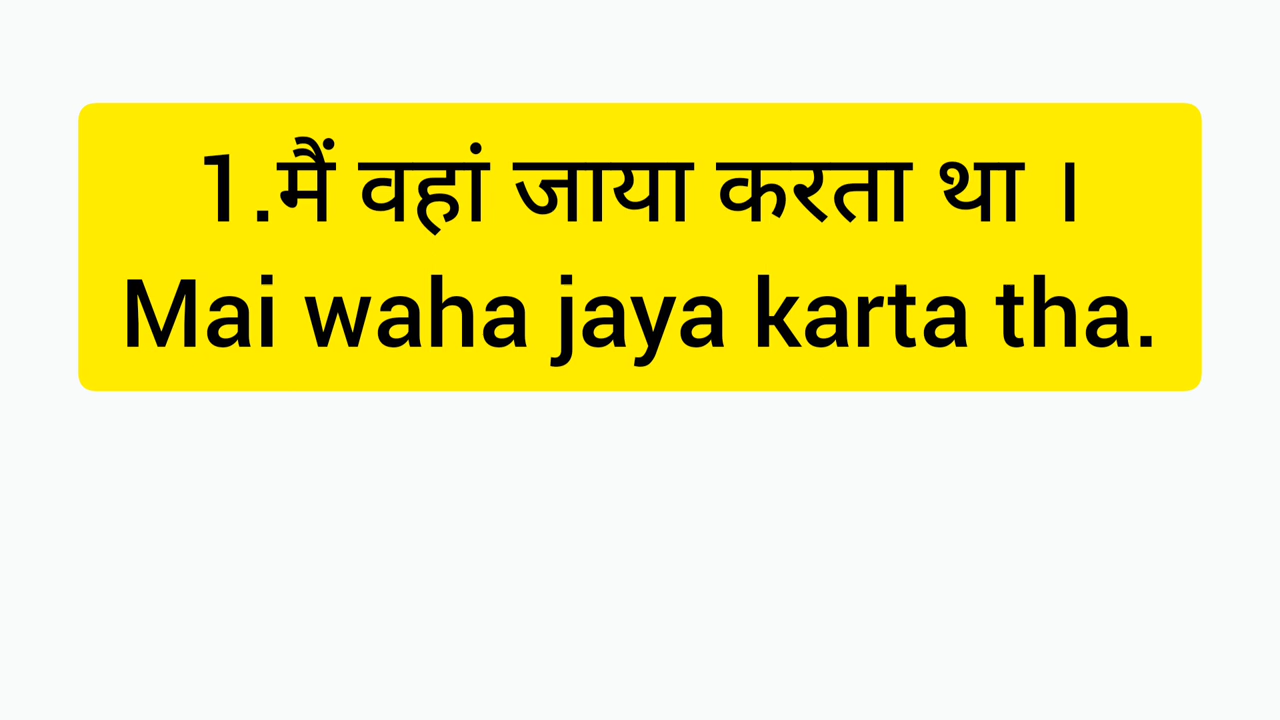 1.मैं वहां जाया करता था ।
Mai waha jaya karta tha.